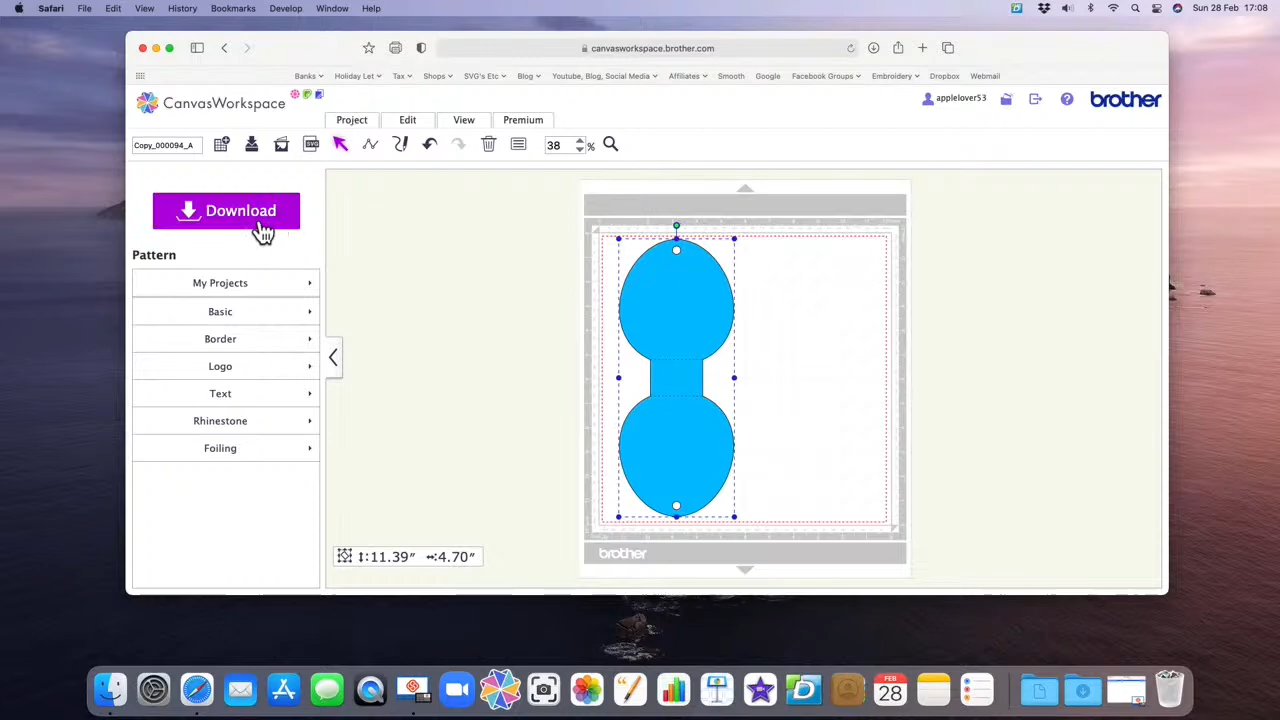 Safari File Edit View History Bookmarks Develop Window Help Sun 28 Feb 17:08
canvasworkspace.brother.com
Banks Holiday Let Tax Shops SVG's Etc Blog Youtube, Blog, Social Media Affiliates Smooth Google Facebook Groups Embroidery Dropbox Webmail
CanvasWorkspace applelover53 brother
Project Edit View Premium
Copy_000094_A SVG 38 %
Download
Pattern
My Projects
Basic
Border
Logo
Text
Rhinestone
Foiling
11.39" 4.70"
brother
FEB
28